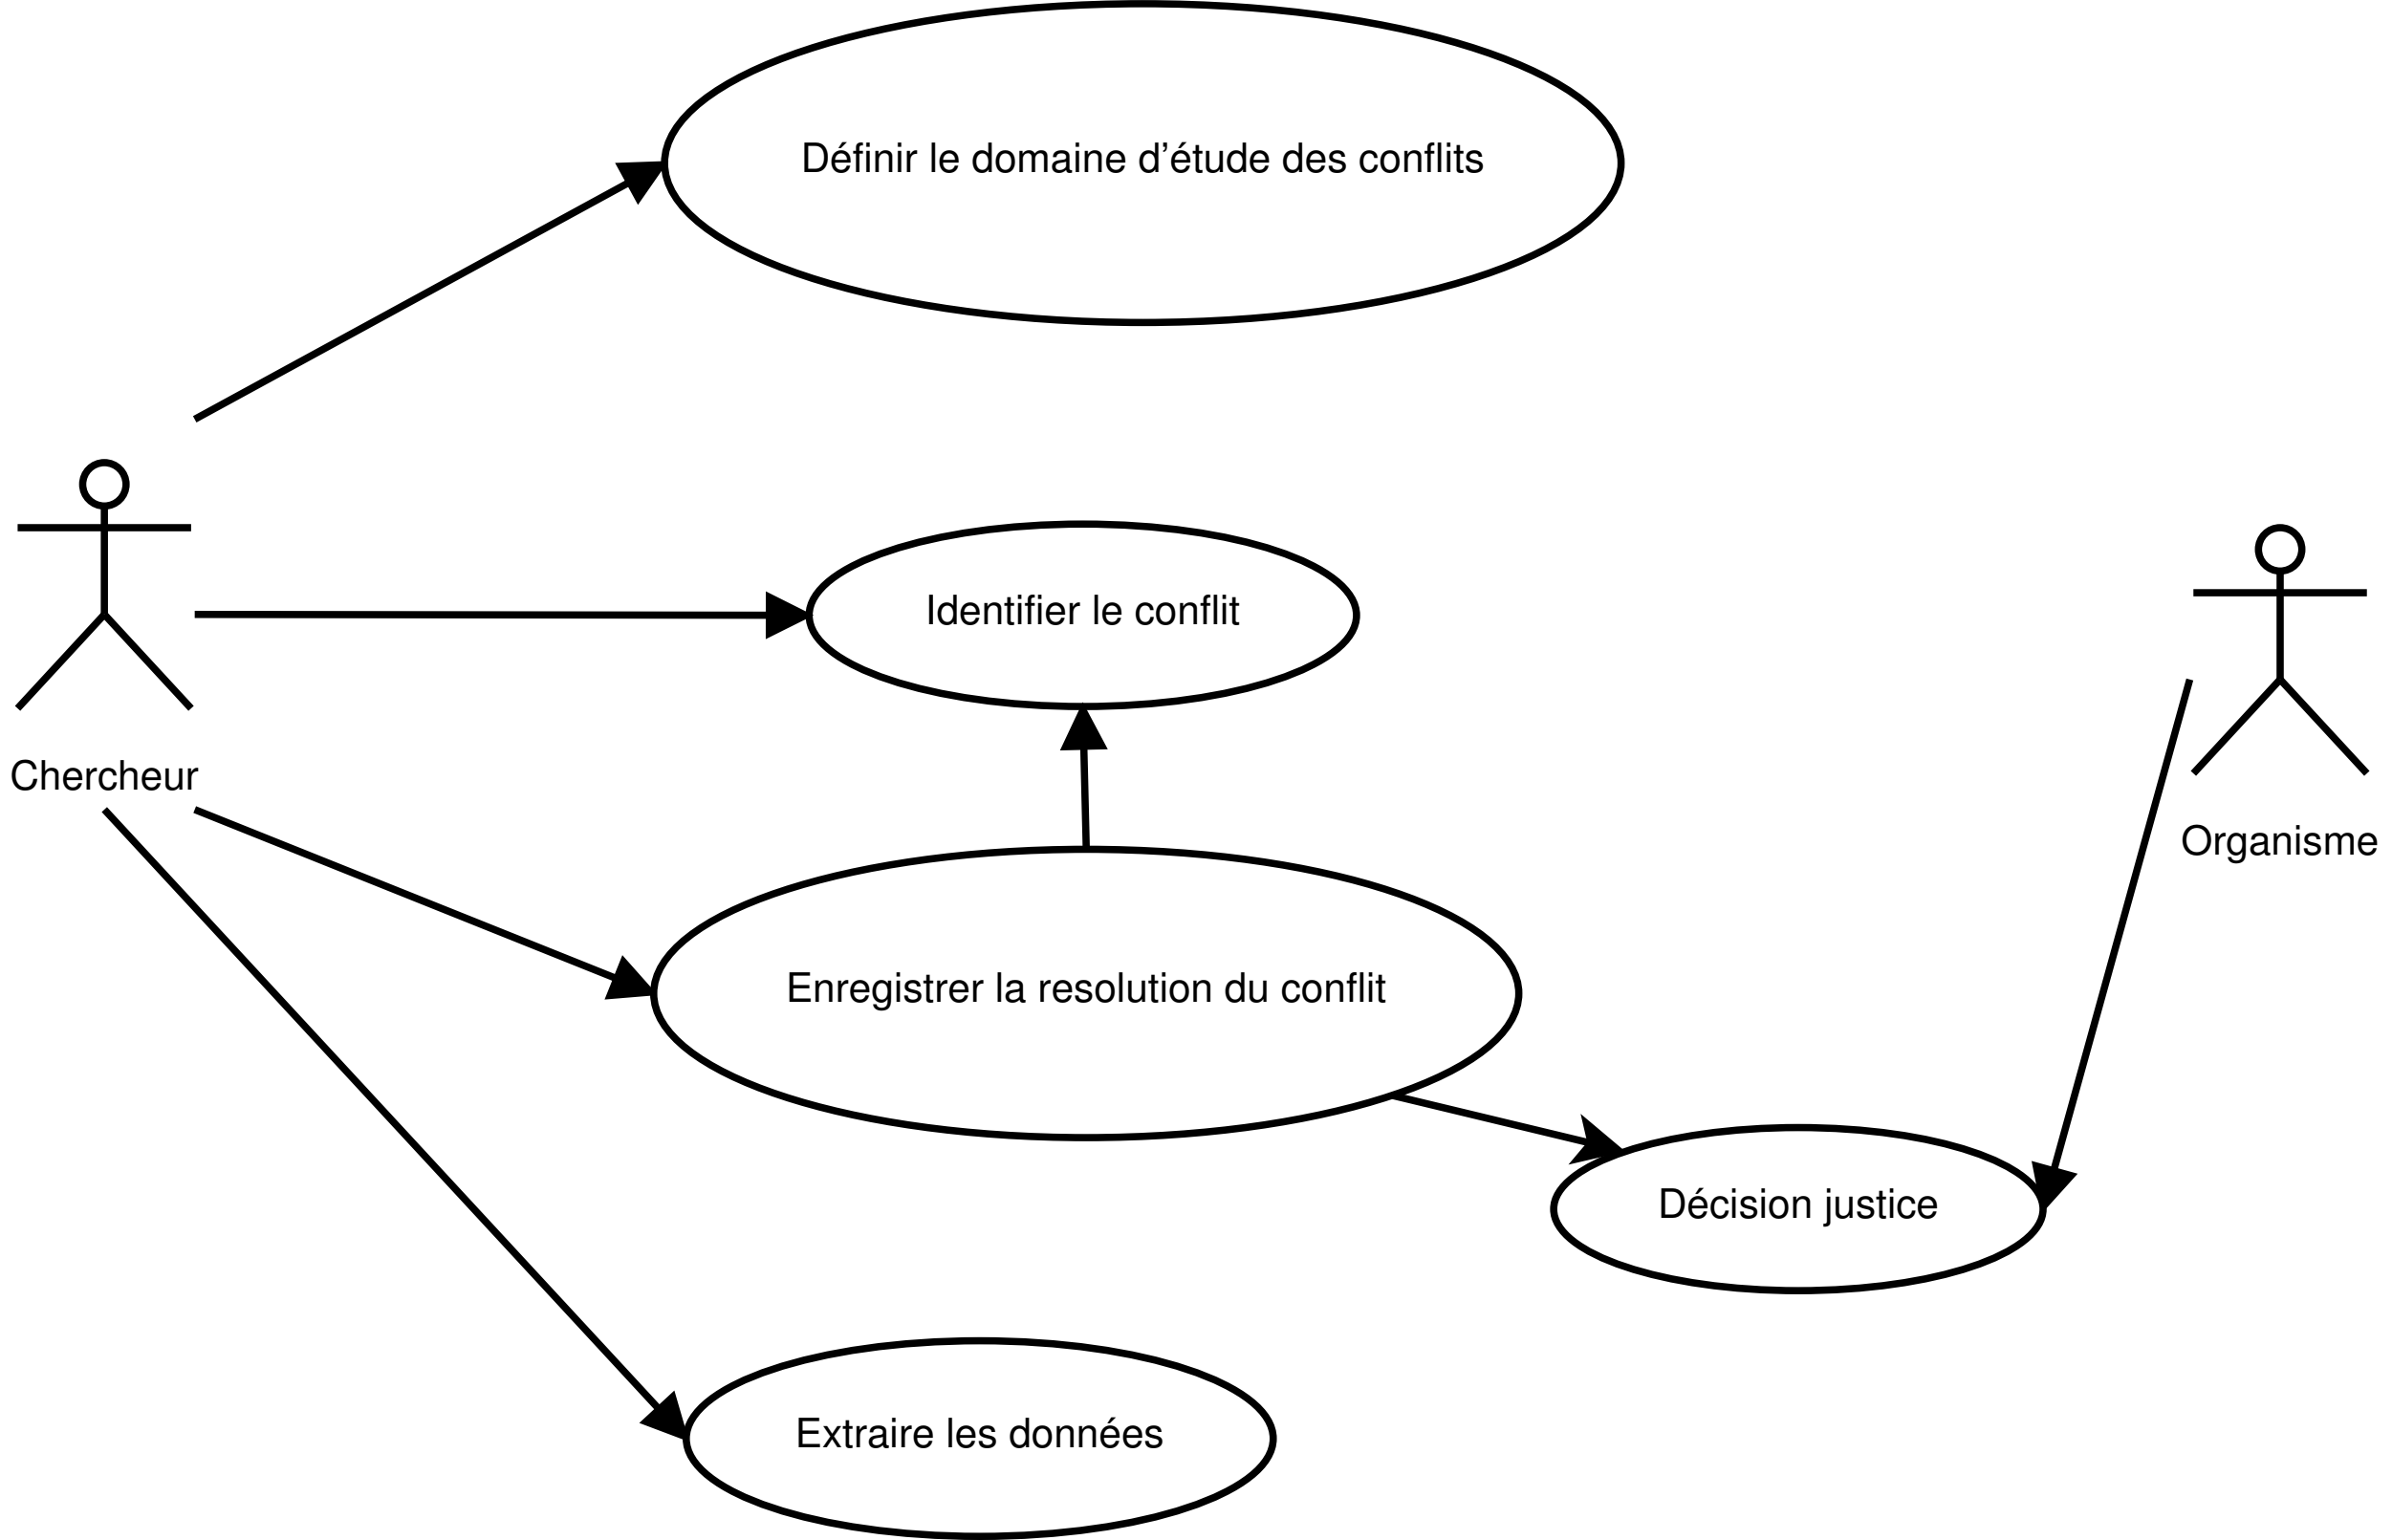 Définir le domaine d’étude des conflits
Identifier le conflit
Chercheur
Organisme
Enregistrer la resolution du conflit
Décision justice
Extraire les données